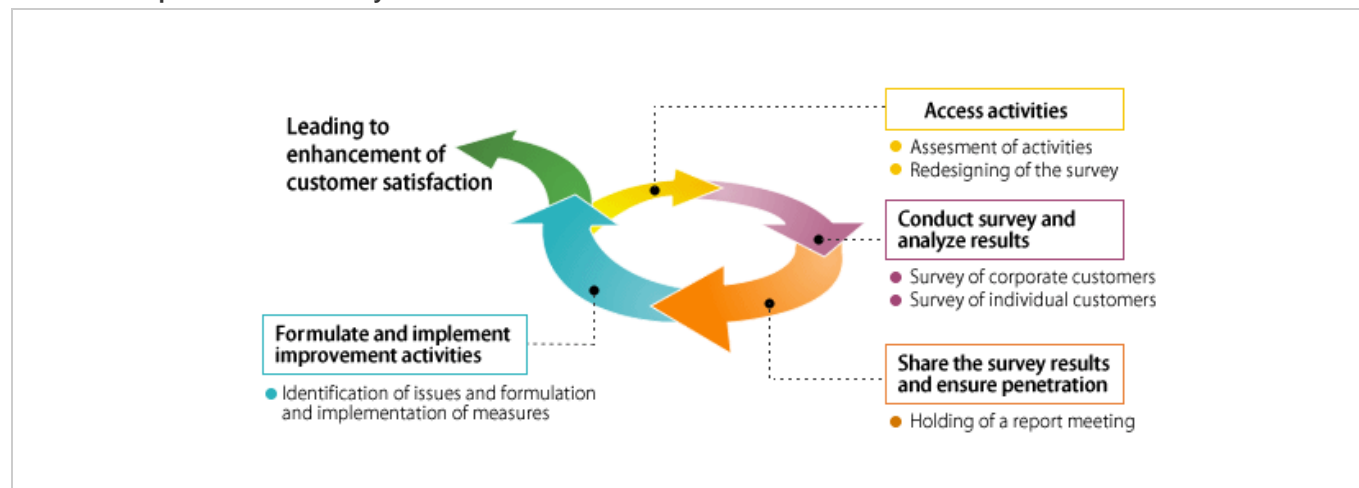 Leading to
enhancement of
customer satisfaction
Access activities
Assesment of activities
Redesigning of the survey
Conduct survey and
analyze results
Survey of corporate customers
Survey of individual customers
Formulate and implement
improvement activities
Identification of issues and formulation
and implementation of measures
Share the survey results
and ensure penetration
Holding of a report meeting